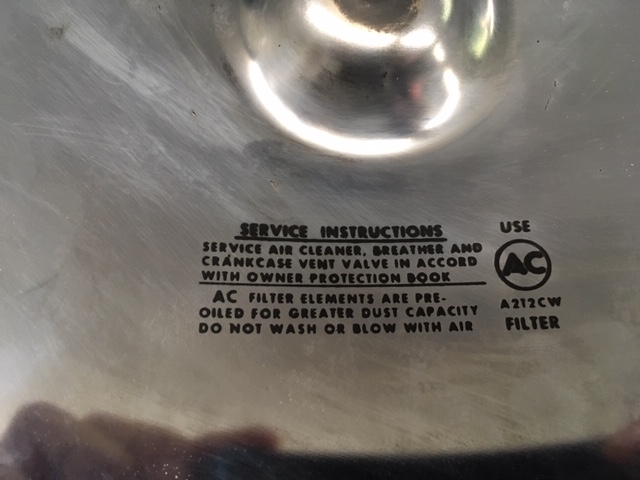 SERVICE INSTRUCTIONS
SERVICE AIR CLEANER, BREATHER AND
CRANKCASE VENT VALVE IN ACCORD
WITH OWNER PROTECTION BOOK
AC FILTER ELEMENTS ARE PRE-
OILED FOR GREATER DUST CAPACITY
DO NOT WASH OR BLOW WITH AIR
USE
AC
A212CW
FILTER